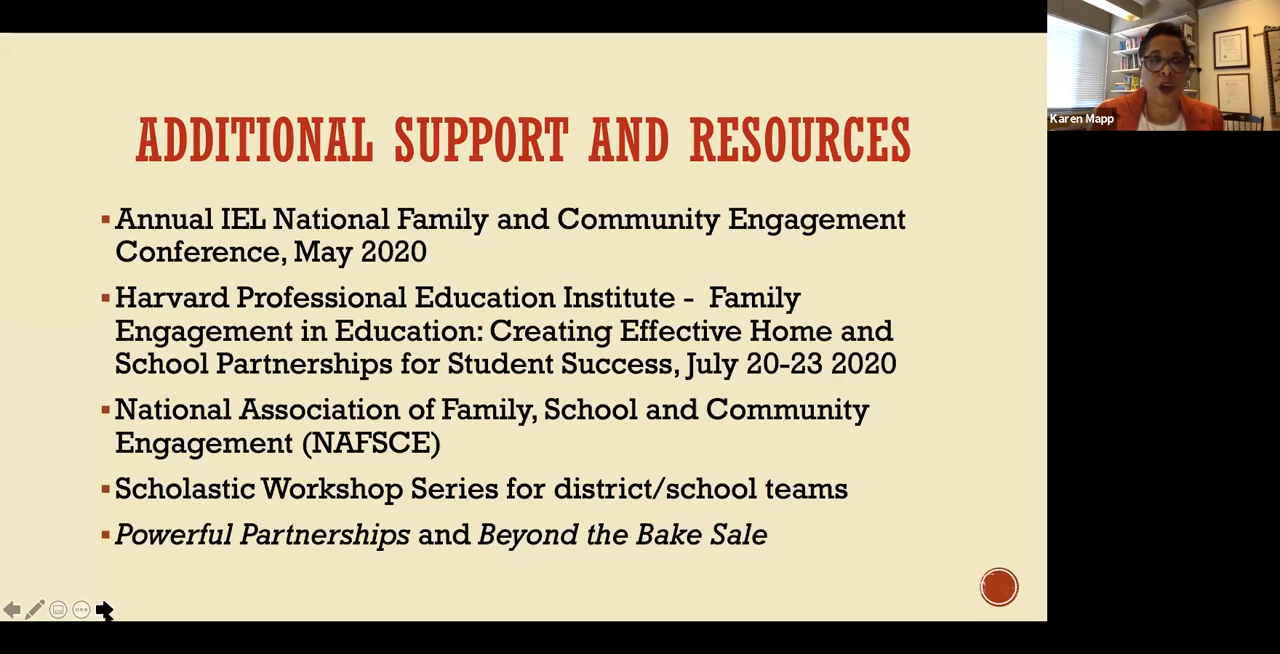 ADDITIONAL SUPPORT AND RESOURCES
▪Annual IEL National Family and Community Engagement
Conference, May 2020
▪Harvard Professional Education Institute - Family
Engagement in Education: Creating Effective Home and
School Partnerships for Student Success, July 20-23 2020
▪National Association of Family, School and Community
Engagement (NAFSCE)
▪Scholastic Workshop Series for district/school teams
▪Powerful Partnerships and Beyond the Bake Sale
Karen Mapp